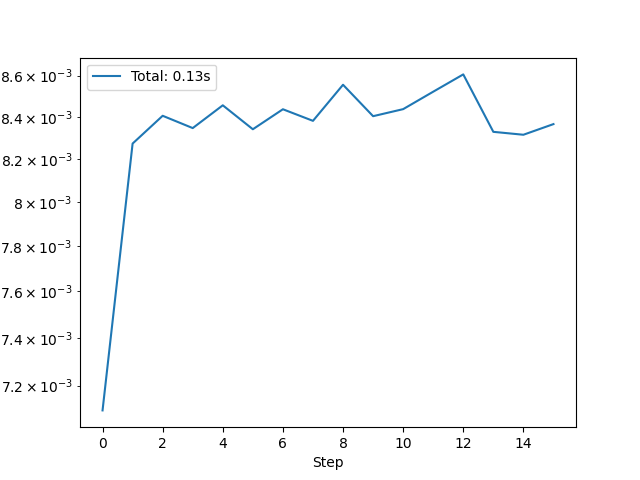 Total: 0.13s
8.6 × 10⁻³
8.4 × 10⁻³
8.2 × 10⁻³
8 × 10⁻³
7.8 × 10⁻³
7.6 × 10⁻³
7.4 × 10⁻³
7.2 × 10⁻³
0 2 4 6 8 10 12 14
Step